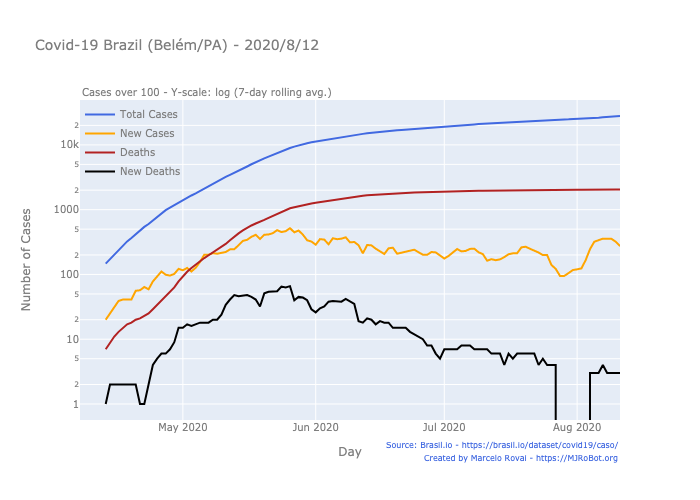 Covid-19 Brazil (Belém/PA) - 2020/8/12
Cases over 100 - Y-scale: log (7-day rolling avg.)
Total Cases
New Cases
Deaths
New Deaths
2
10k
5
2
1000
5
2
100
5
2
10
5
2
1
Number of Cases
May 2020
Jun 2020
Jul 2020
Aug 2020
Day
Source: Brasil.io - https://brasil.io/dataset/covid19/caso/
Created by Marcelo Rovai - https://MJRoBot.org